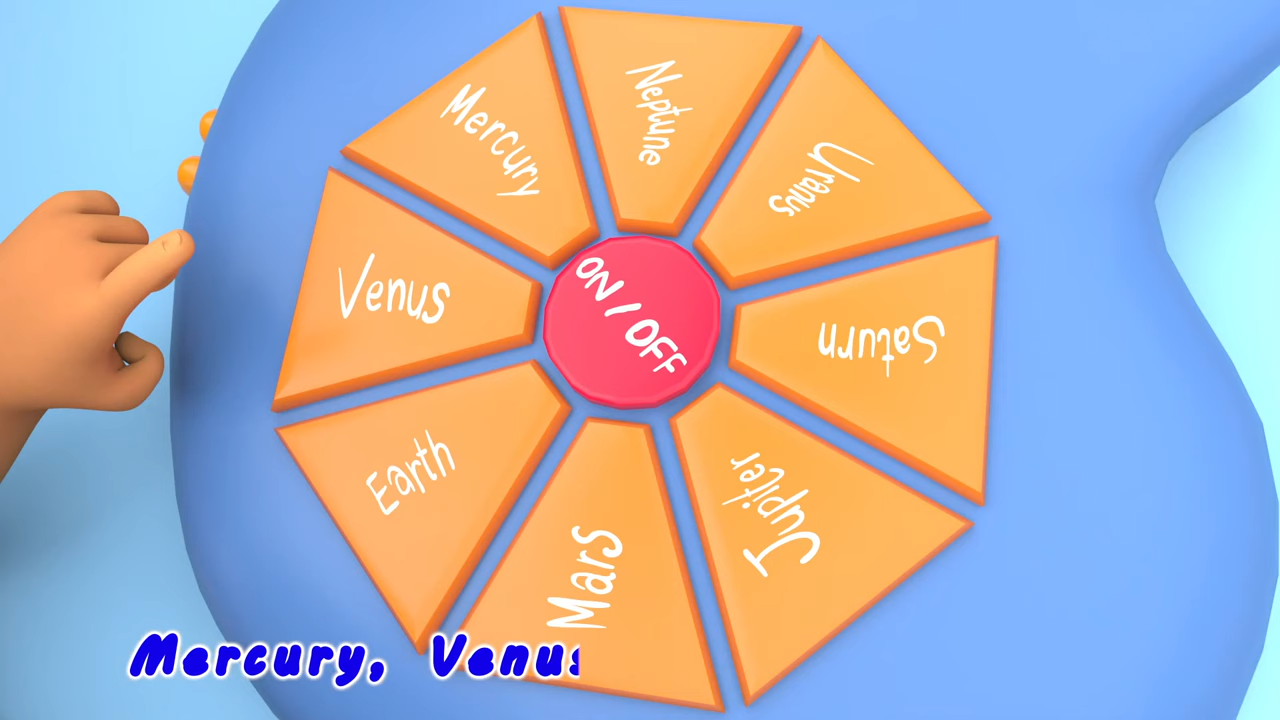 Neptune
Mercury
Uranus
Venus
ON / OFF
Saturn
Earth
Jupiter
Mars
Mercury, Venus